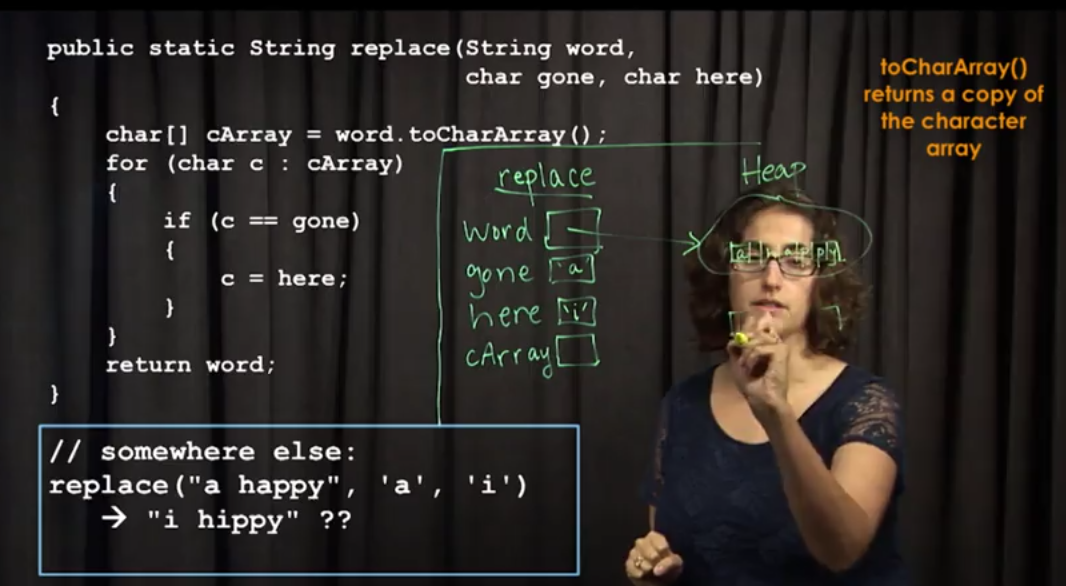 public static String replace(String word,
char gone, char here)
{
char[] cArray = word.toCharArray();
for (char c : cArray)
{
if (c == gone)
{
c = here;
}
}
return word;
}
// somewhere else:
replace("a happy", 'a', 'i')
→ "i hippy" ??
toCharArray()
returns a copy of
the character
array
replace
word
gone 'a'
here 'i'
cArray
Heap
a h a p p y